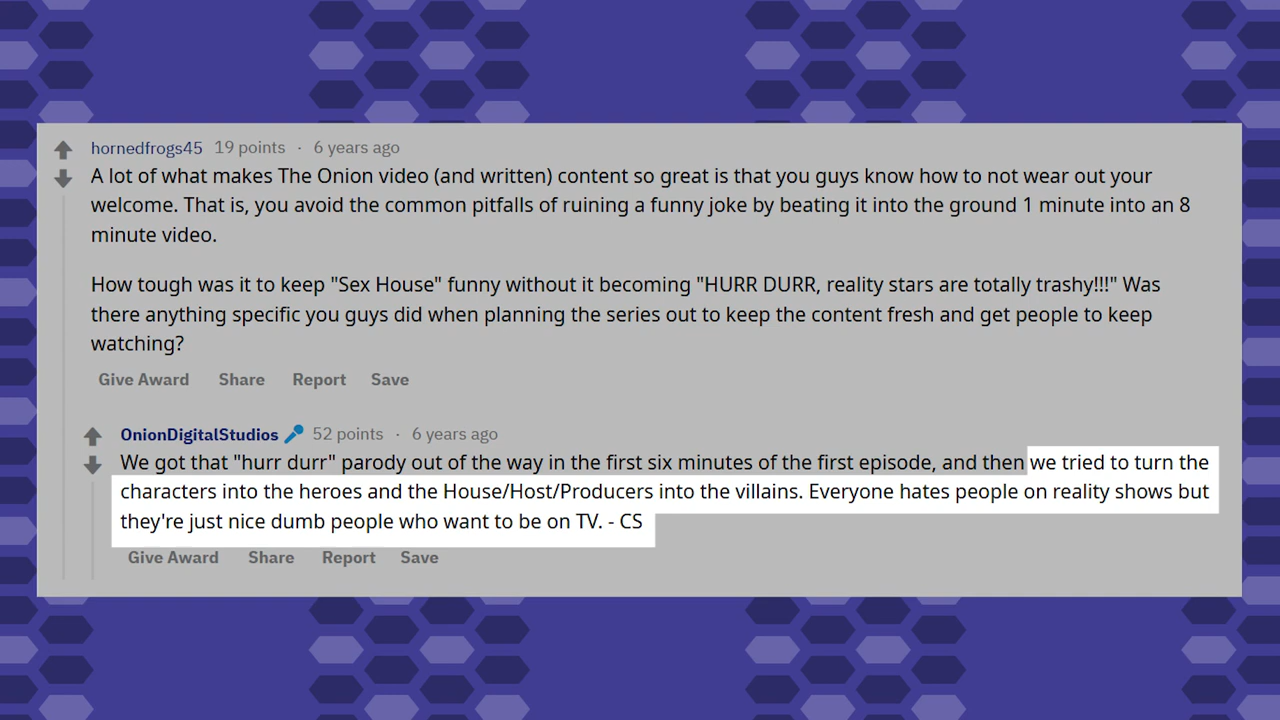 hornedfrogs45 19 points · 6 years ago
A lot of what makes The Onion video (and written) content so great is that you guys know how to not wear out your
welcome. That is, you avoid the common pitfalls of ruining a funny joke by beating it into the ground 1 minute into an 8
minute video.
How tough was it to keep "Sex House" funny without it becoming "HURR DURR, reality stars are totally trashy!!!" Was
there anything specific you guys did when planning the series out to keep the content fresh and get people to keep
watching?
Give Award Share Report Save
OnionDigitalStudios 52 points · 6 years ago
We got that "hurr durr" parody out of the way in the first six minutes of the first episode, and then we tried to turn the
characters into the heroes and the House/Host/Producers into the villains. Everyone hates people on reality shows but
they're just nice dumb people who want to be on TV. - CS
Give Award Share Report Save